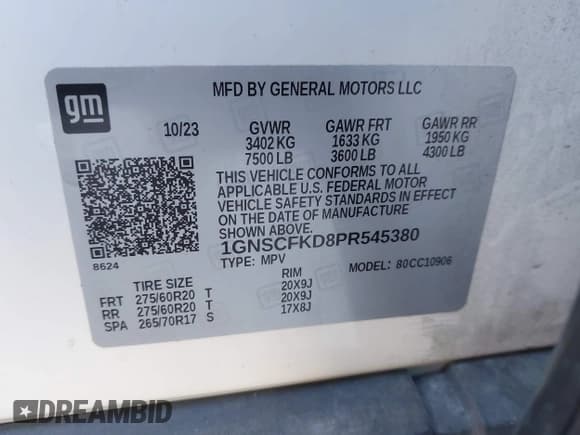 gm
MFD BY GENERAL MOTORS LLC
10/23 GVWR GAWR FRT GAWR RR
3402 KG 1633 KG 1950 KG
7500 LB 3600 LB 4300 LB
THIS VEHICLE CONFORMS TO ALL
APPLICABLE U.S. FEDERAL MOTOR
VEHICLE SAFETY STANDARDS IN
EFFECT ON THE DATE OF MANUFACTURE
SHOWN ABOVE.
1GNSCFKD8PR545380
8624 TYPE: MPV MODEL: 80CC10906
TIRE SIZE RIM
FRT 275/60R20 T 20X9J
RR 275/60R20 T 20X9J
SPA 265/70R17 S 17X8J
DREAMBID